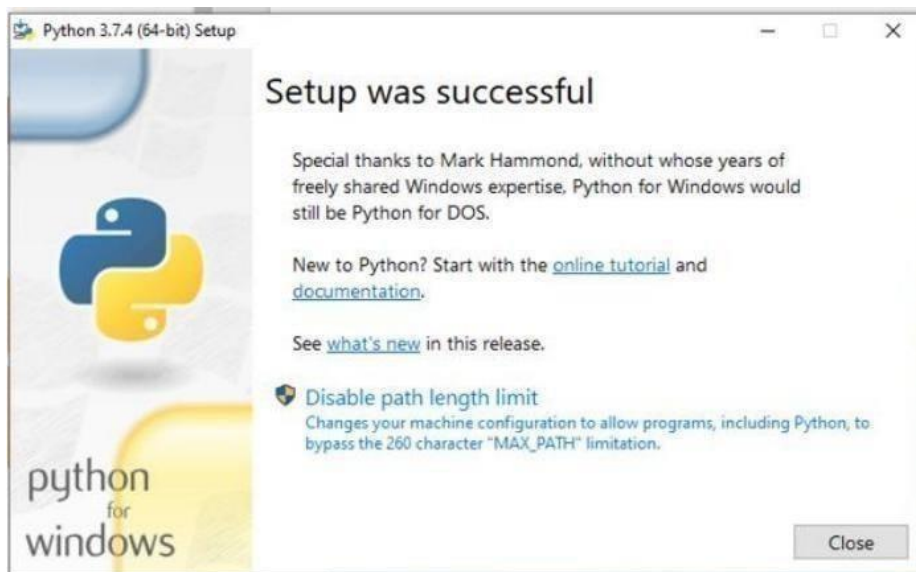 Python 3.7.4 (64-bit) Setup
Setup was successful
Special thanks to Mark Hammond, without whose years of
freely shared Windows expertise, Python for Windows would
still be Python for DOS.
New to Python? Start with the online tutorial and
documentation.
See what's new in this release.
Disable path length limit
Changes your machine configuration to allow programs, including Python, to
bypass the 260 character "MAX_PATH" limitation.
python
for
windows
Close